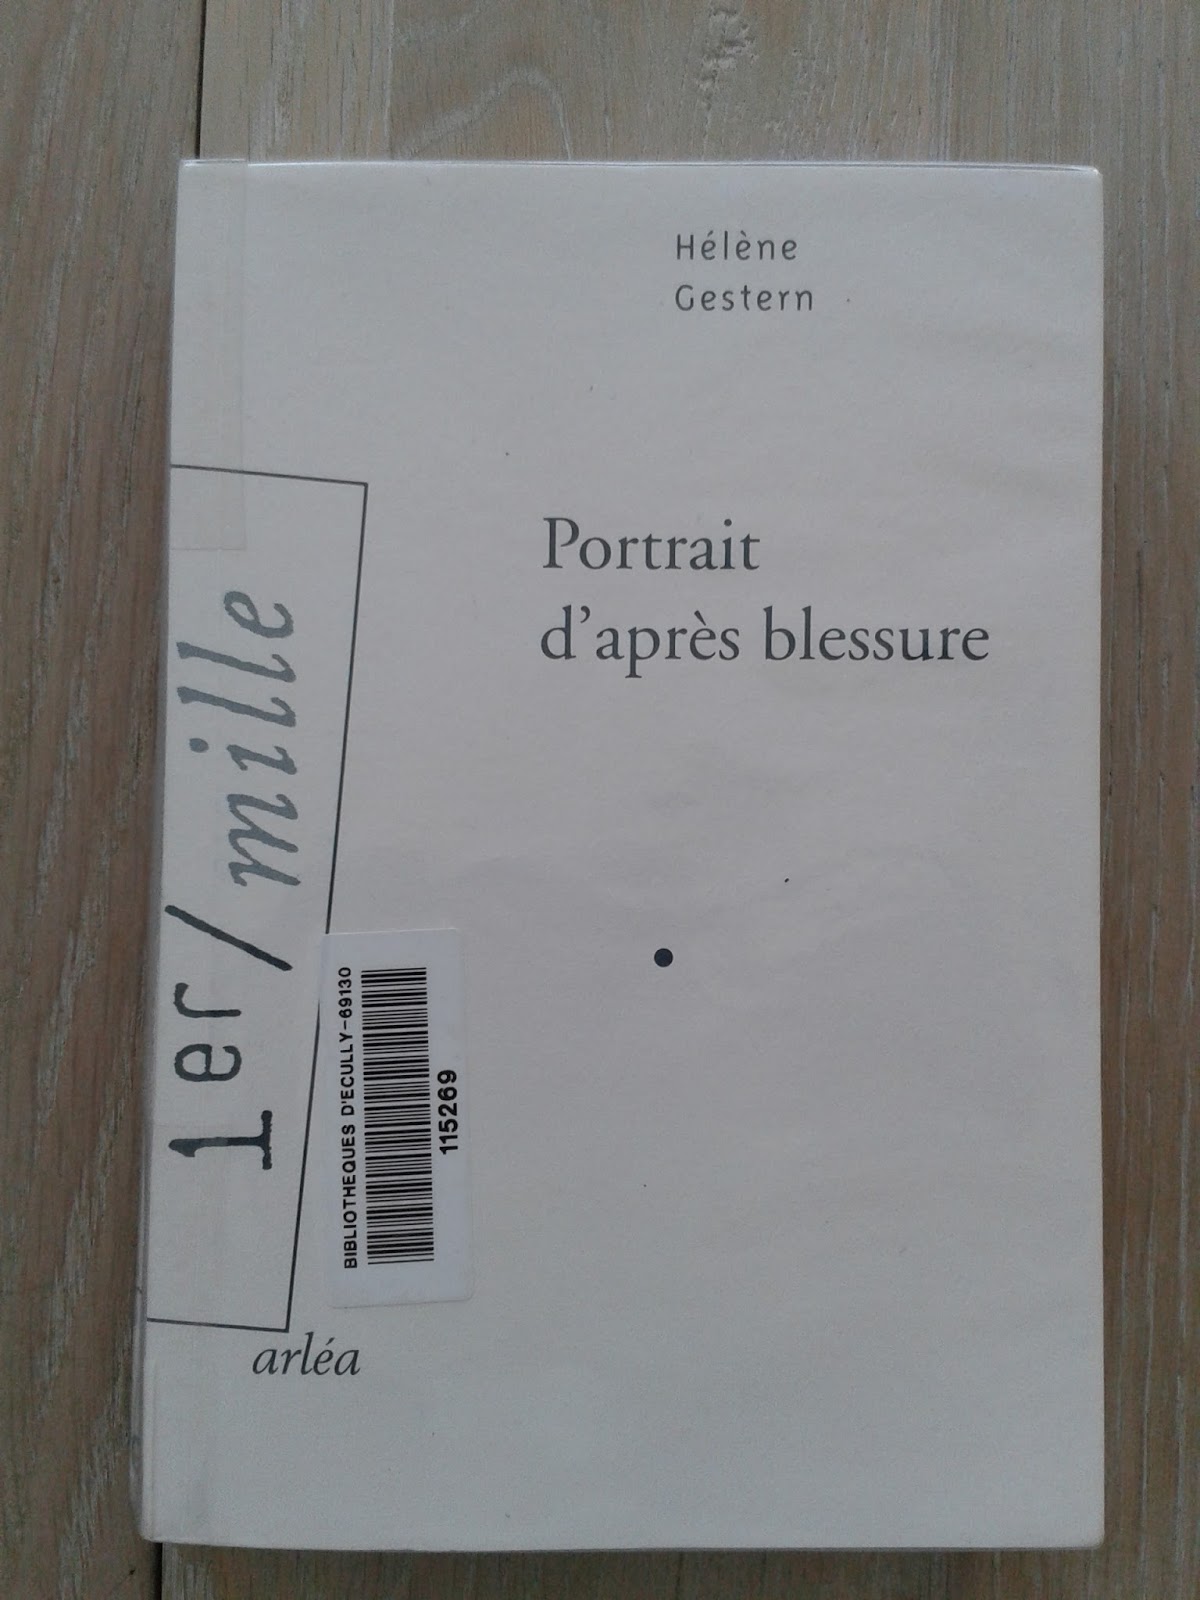 Hélène
Gestern
Portrait
d'après blessure
1er/mille
BIBLIOTHEQUES D'ECULLY-69130
115269
arléa